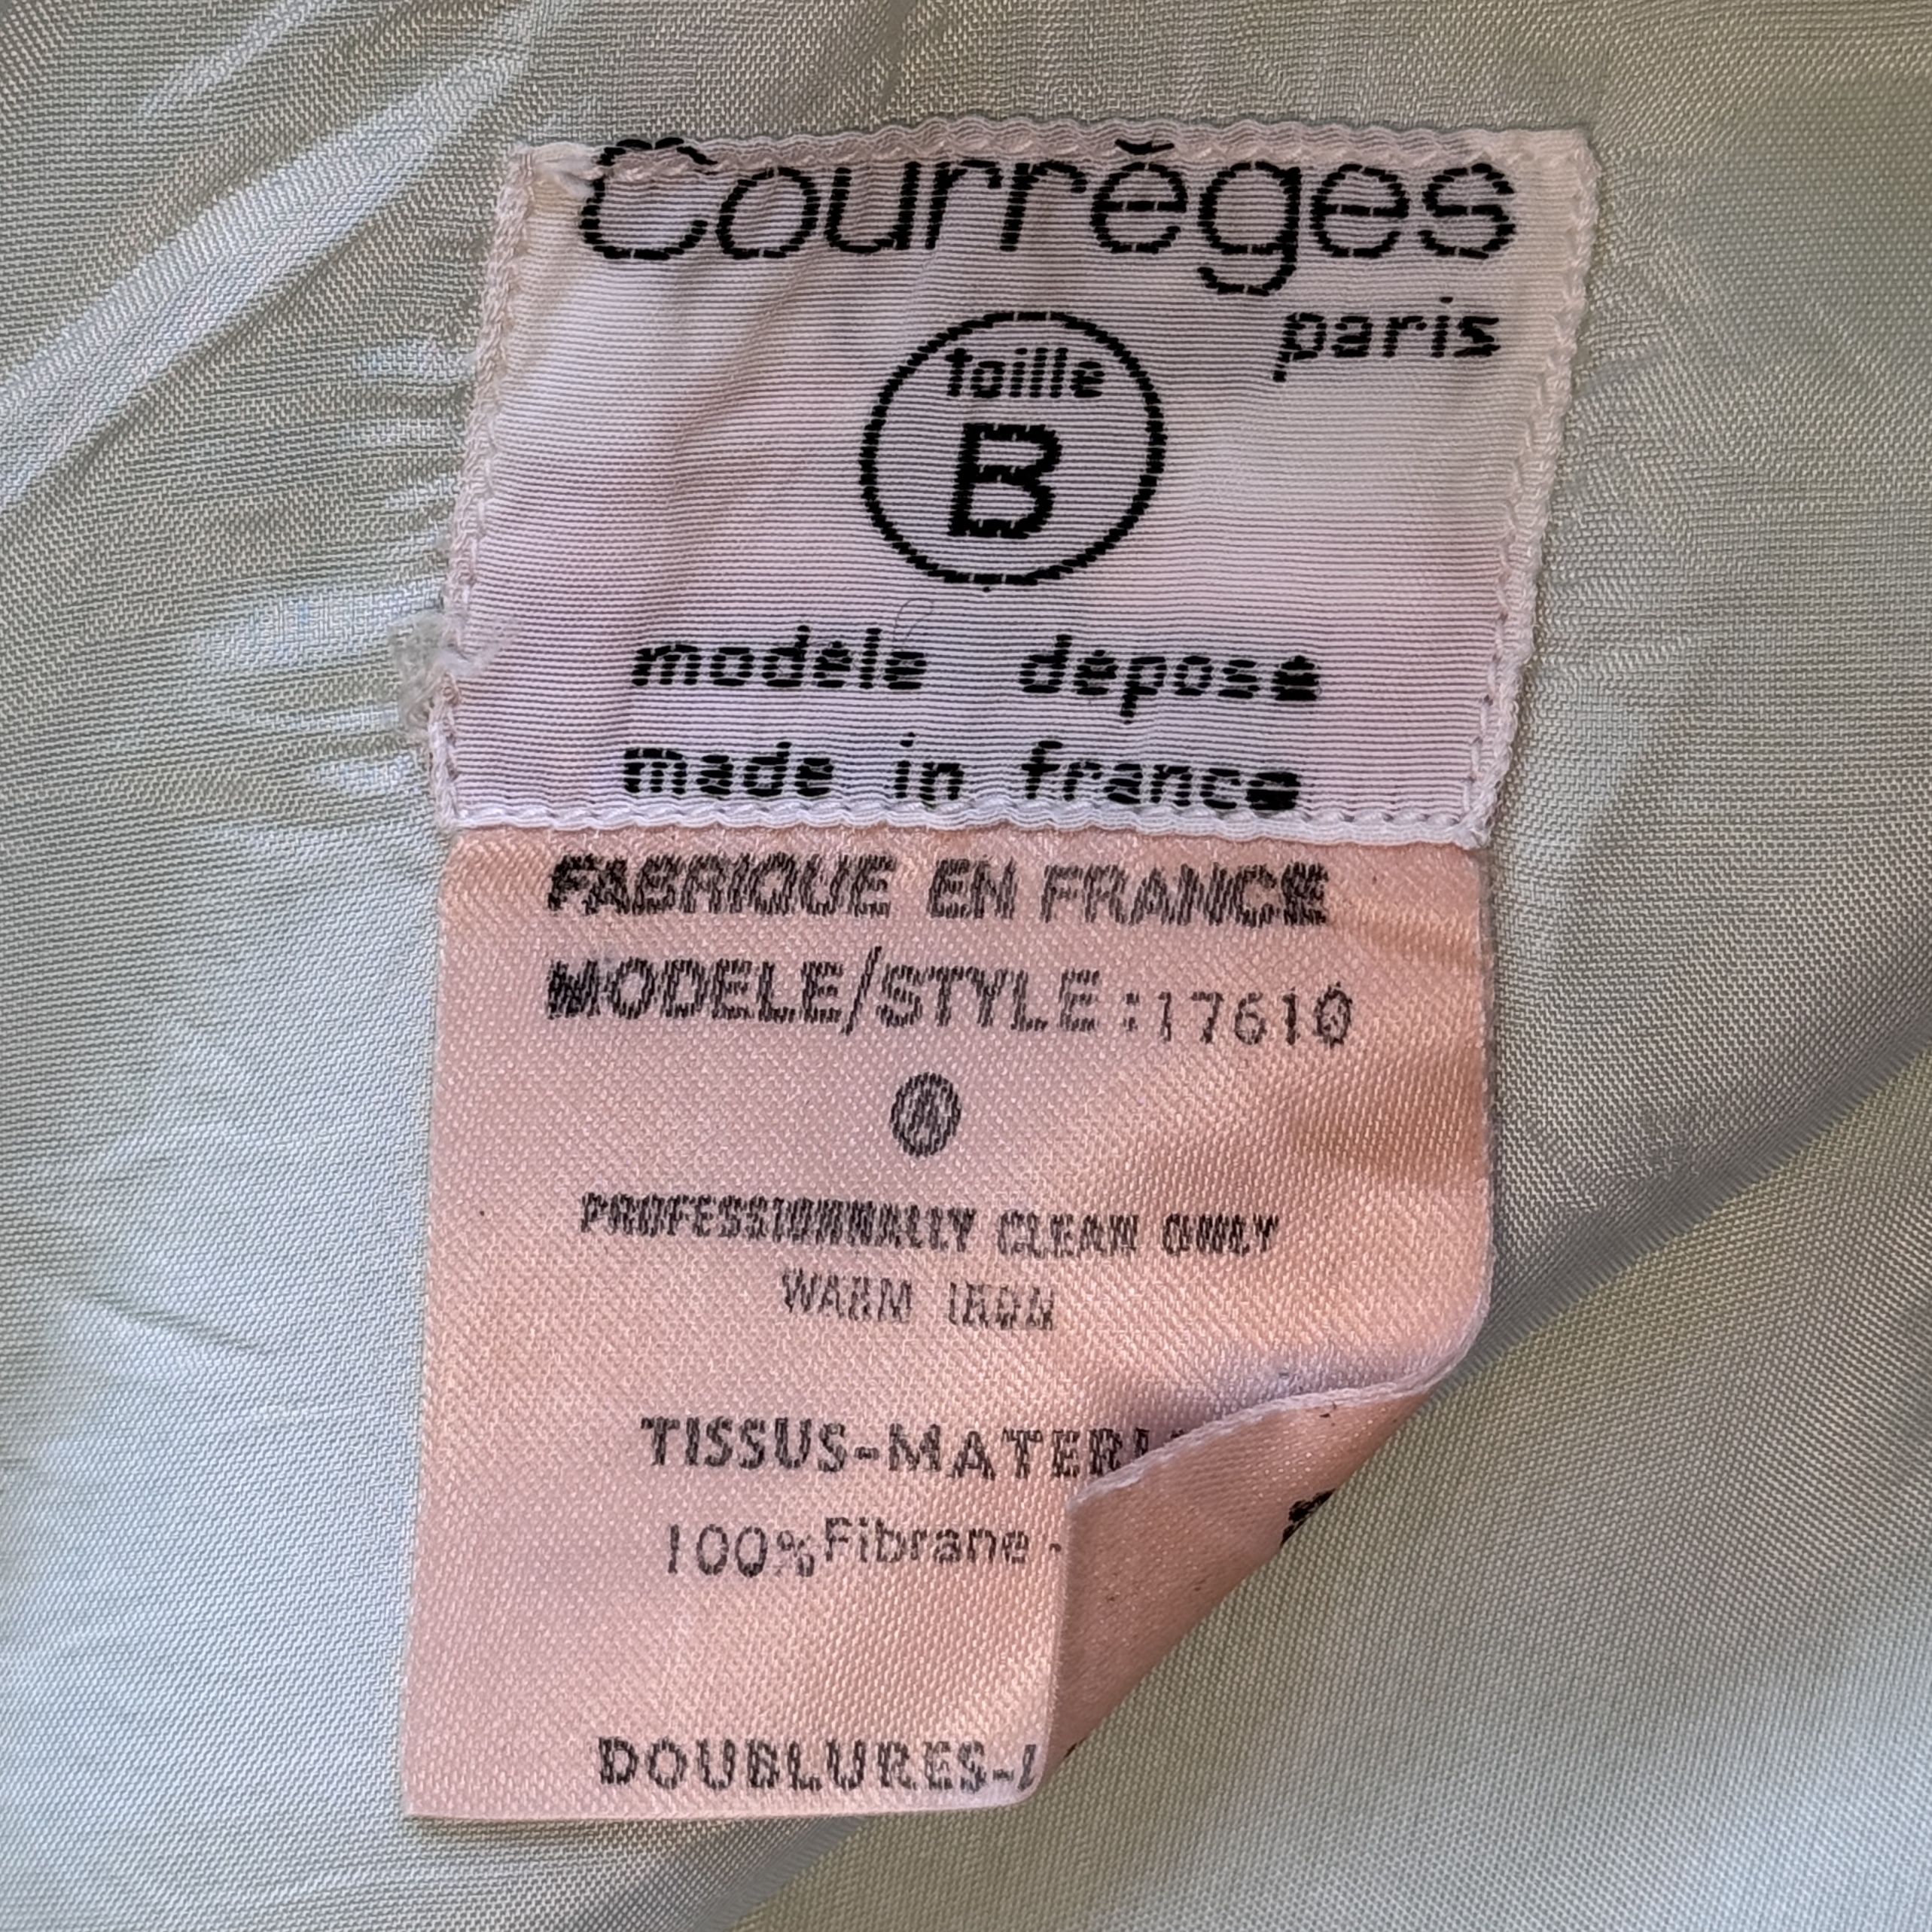 Courrèges
paris
taille
B
modèle deposé
made in france
FABRIQUE EN FRANCE
MODELE/STYLE :17610
A
PROFESSIONNALLY CLEAN ONLY
WARM IRON
TISSUS-MATERI
100%Fibrane -
DOUBLURES-L